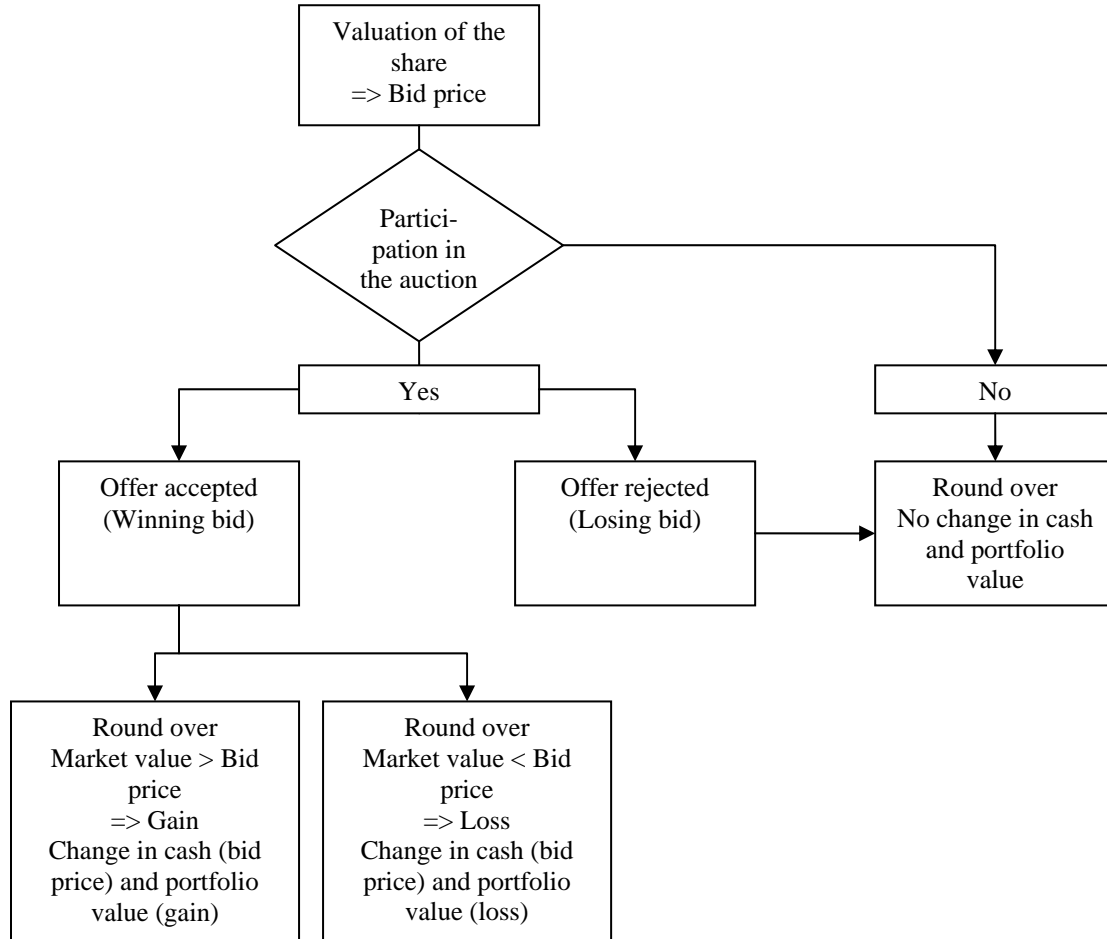 Valuation of the
share
=> Bid price
Partici-
pation in
the auction
Yes
No
Offer accepted
(Winning bid)
Offer rejected
(Losing bid)
Round over
No change in cash
and portfolio
value
Round over
Market value > Bid
price
=> Gain
Change in cash (bid
price) and portfolio
value (gain)
Round over
Market value < Bid
price
=> Loss
Change in cash (bid
price) and portfolio
value (loss)